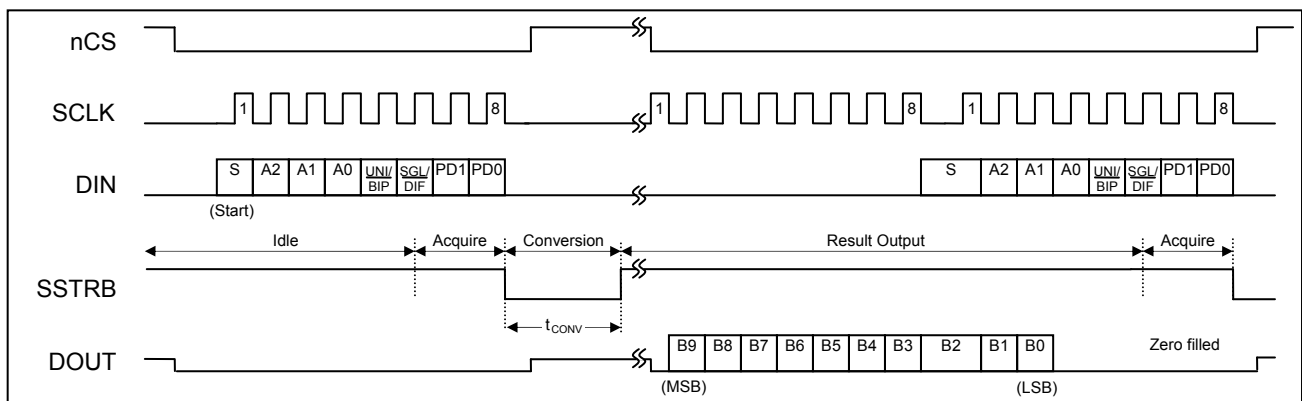 nCS
SCLK
1 8 1 8 1 8
DIN
S A2 A1 A0 UNI/BIP SGL/DIF PD1 PD0 S A2 A1 A0 UNI/BIP SGL/DIF PD1 PD0
(Start)
Idle Acquire Conversion Result Output Acquire
SSTRB
tCONV
DOUT
B9 B8 B7 B6 B5 B4 B3 B2 B1 B0 Zero filled
(MSB) (LSB)